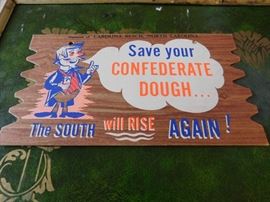 CAROLINA BEACH, NORTH CAROLINA
Save your
CONFEDERATE
DOUGH...
The SOUTH will RISE AGAIN!